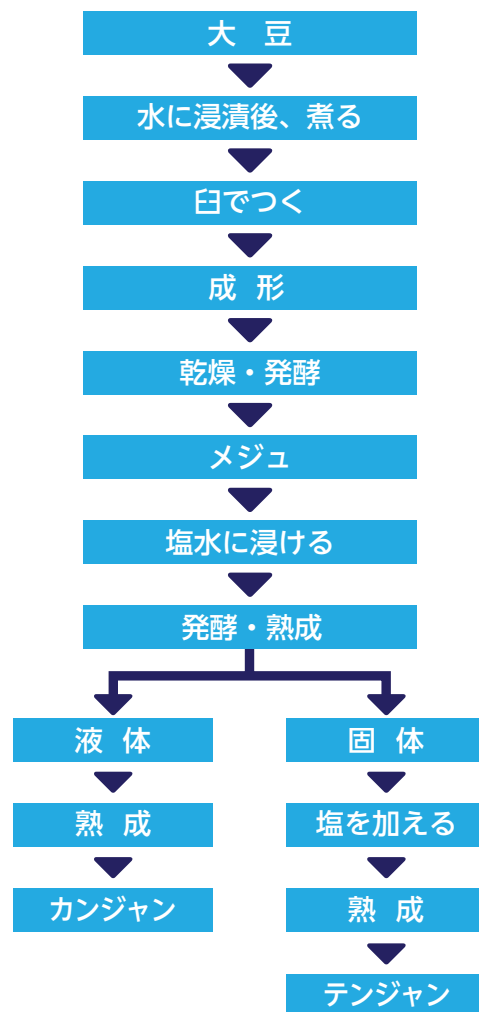 大 豆
水に浸漬後、煮る
臼でつく
成 形
乾燥・発酵
メジュ
塩水に浸ける
発酵・熟成
液 体
熟 成
カンジャン
固 体
塩を加える
熟 成
テンジャン